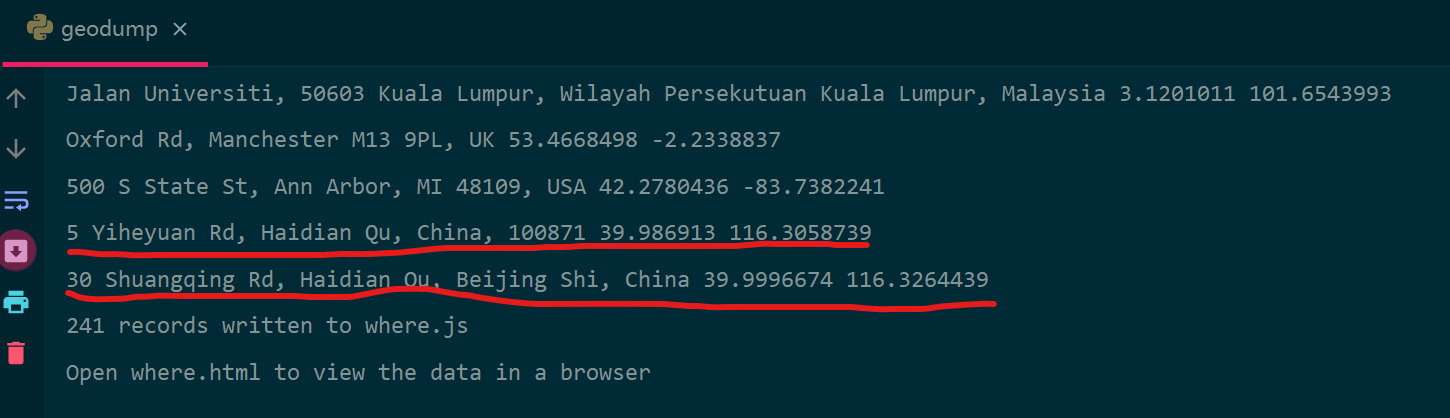 geodump
Jalan Universiti, 50603 Kuala Lumpur, Wilayah Persekutuan Kuala Lumpur, Malaysia 3.1201011 101.6543993
Oxford Rd, Manchester M13 9PL, UK 53.4668498 -2.2338837
500 S State St, Ann Arbor, MI 48109, USA 42.2780436 -83.7382241
5 Yiheyuan Rd, Haidian Qu, China, 100871 39.986913 116.3058739
30 Shuangqing Rd, Haidian Qu, Beijing Shi, China 39.9996674 116.3264439
241 records written to where.js
Open where.html to view the data in a browser